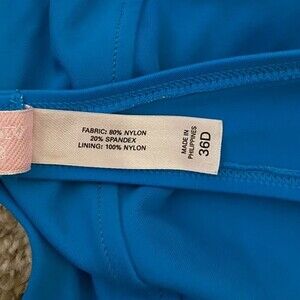 FABRIC: 80% NYLON
20% SPANDEX
LINING: 100% NYLON
MADE IN
PHILIPPINES
36D